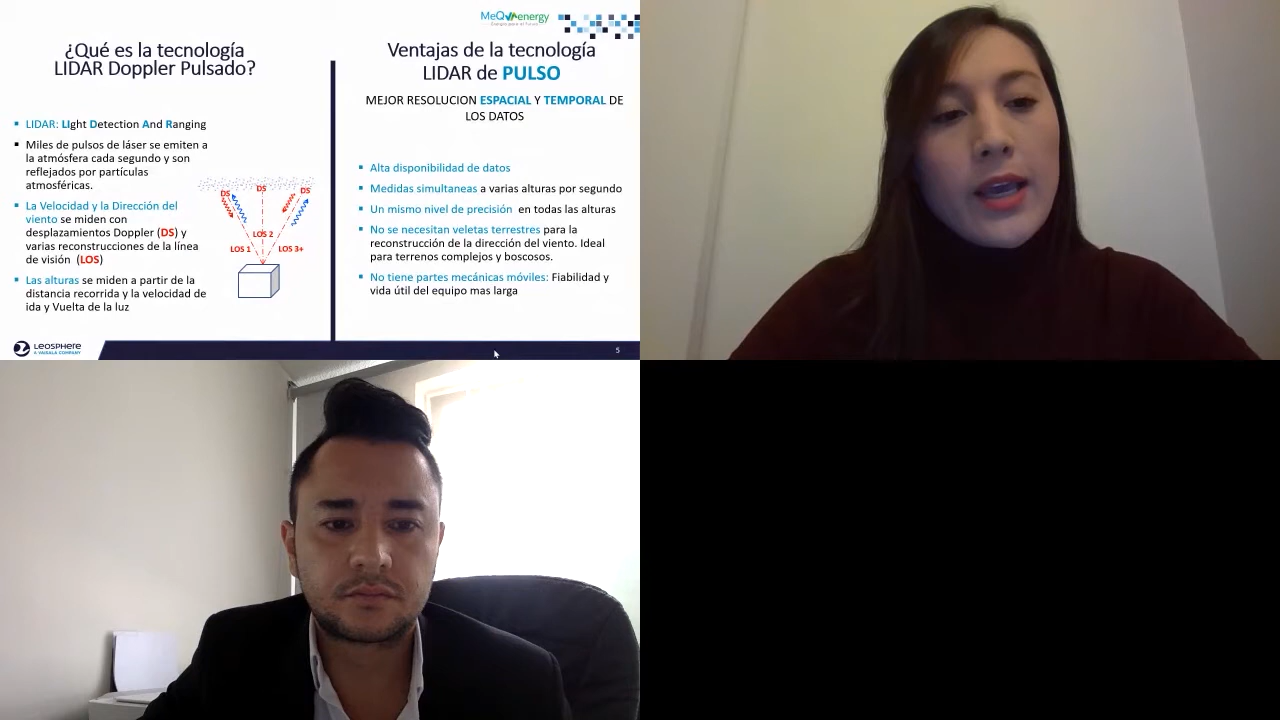 MeQ energy
¿Qué es la tecnología
LIDAR Doppler Pulsado?
LIDAR: LIght Detection And Ranging
Miles de pulsos de láser se emiten a
la atmósfera cada segundo y son
reflejados por partículas
atmosféricas.
La Velocidad y la Dirección del
viento se miden con
desplazamientos Doppler (DS) y
varias reconstrucciones de la línea
de visión (LOS)
Las alturas se miden a partir de la
distancia recorrida y la velocidad de
ida y Vuelta de la luz
DS
DS
DS
LOS 2
LOS 1
LOS 3+
Ventajas de la tecnología
LIDAR de PULSO
MEJOR RESOLUCION ESPACIAL Y TEMPORAL DE
LOS DATOS
Alta disponibilidad de datos
Medidas simultaneas a varias alturas por segundo
Un mismo nivel de precisión en todas las alturas
No se necesitan veletas terrestres para la
reconstrucción de la dirección del viento. Ideal
para terrenos complejos y boscosos.
No tiene partes mecánicas móviles: Fiabilidad y
vida útil del equipo mas larga
LEOSPHERE
A VAISALA COMPANY
5